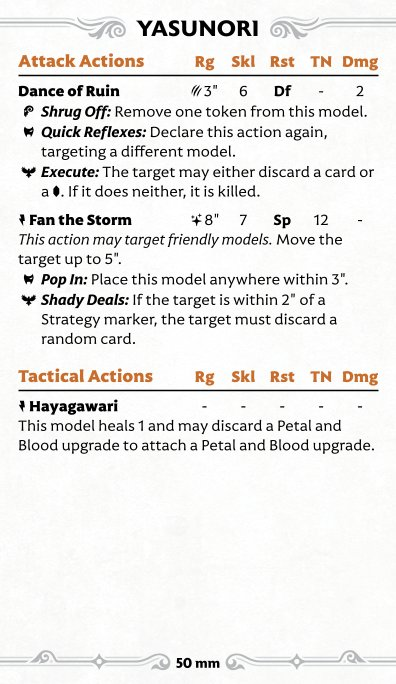 YASUNORI
Attack Actions Rg Skl Rst TN Dmg
Dance of Ruin 3" 6 Df - 2
Shrug Off: Remove one token from this model.
Quick Reflexes: Declare this action again,
targeting a different model.
Execute: The target may either discard a card or
a . If it does neither, it is killed.
Fan the Storm 8" 7 Sp 12 -
This action may target friendly models. Move the
target up to 5".
Pop In: Place this model anywhere within 3".
Shady Deals: If the target is within 2" of a
Strategy marker, the target must discard a
random card.
Tactical Actions Rg Skl Rst TN Dmg
Hayagawari - - - - -
This model heals 1 and may discard a Petal and
Blood upgrade to attach a Petal and Blood upgrade.
50 mm